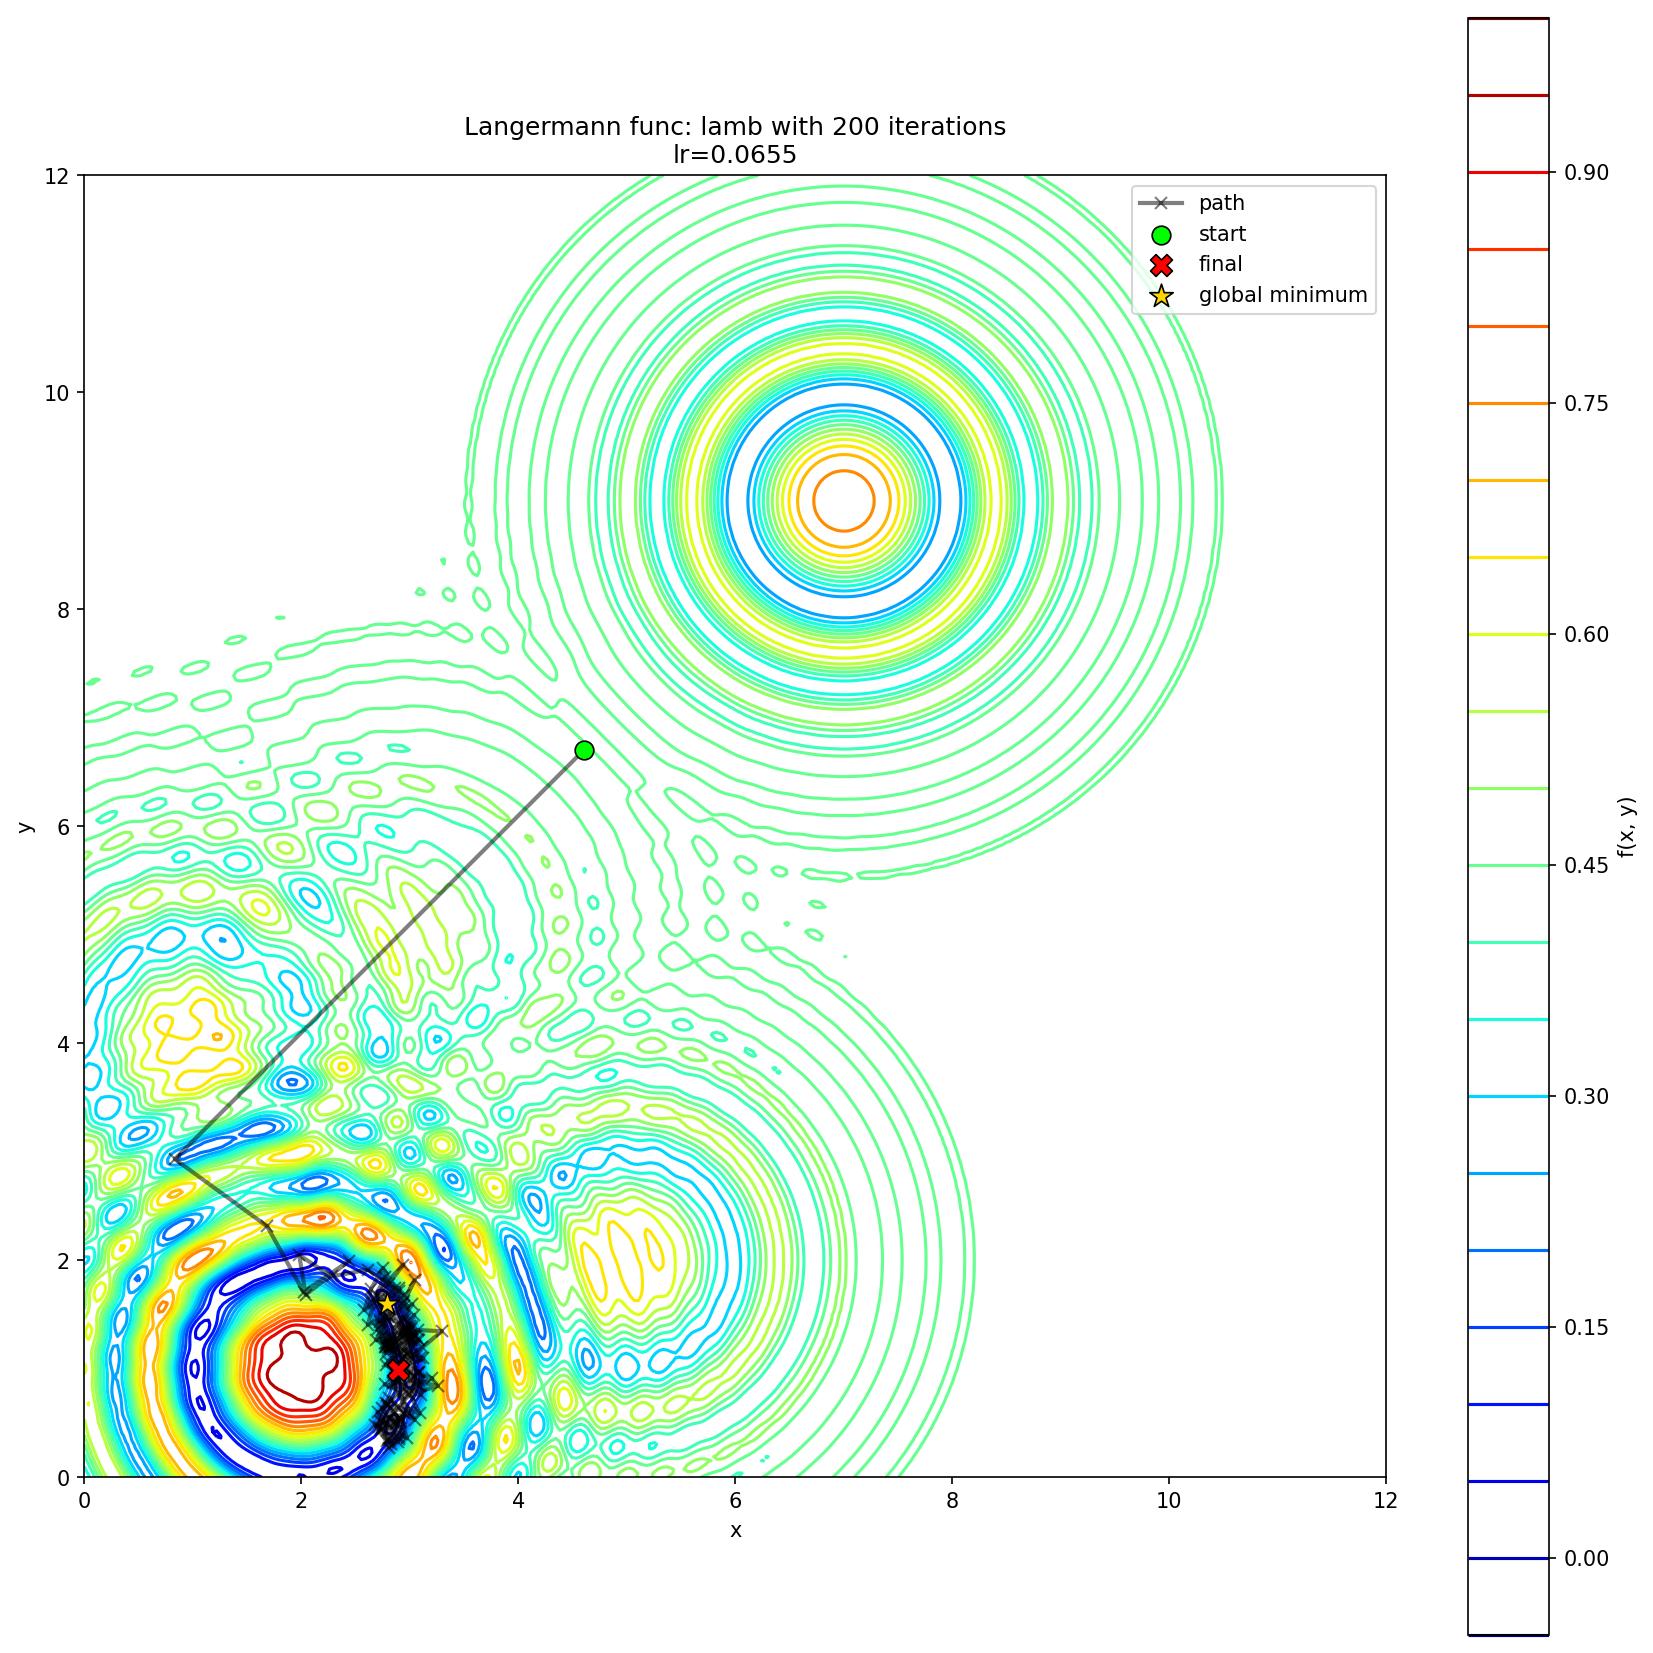 Langermann func: lamb with 200 iterations
lr=0.0655
path
start
final
global minimum
12
10
8
6
4
2
0
y
0 2 4 6 8 10 12
x
0.90
0.75
0.60
0.45
0.30
0.15
0.00
f(x, y)